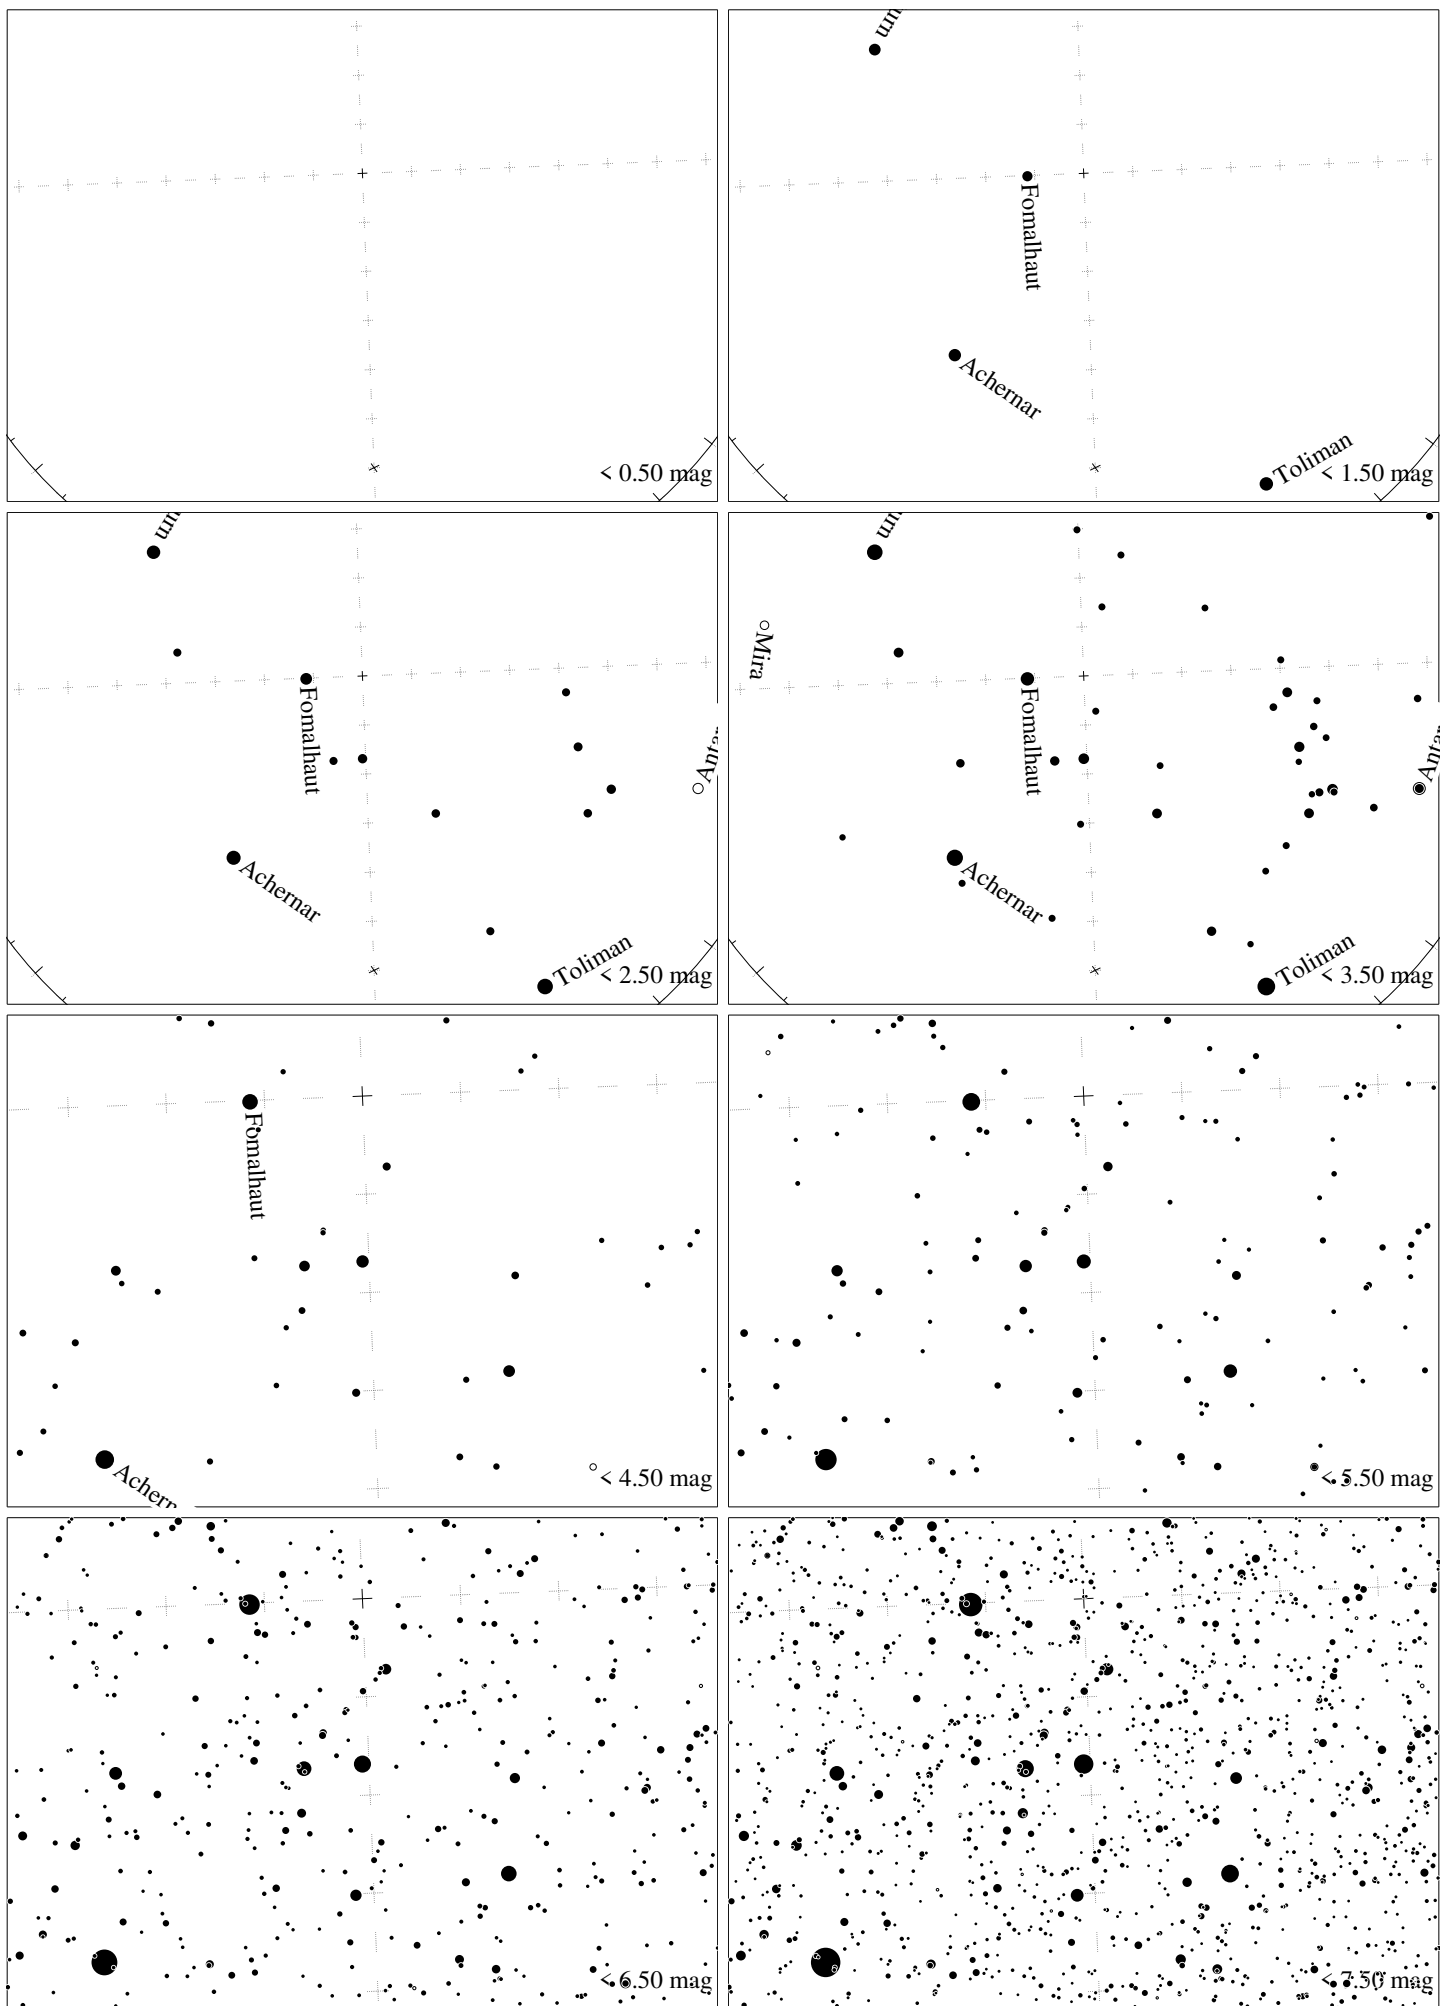 < 0.50 mag
Fomalhaut
Achernar
Toliman
< 1.50 mag
Fomalhaut
Achernar
Toliman
< 2.50 mag
Mira
Fomalhaut
Achernar
Toliman
< 3.50 mag
Fomalhaut
< 4.50 mag
< 5.50 mag
< 6.50 mag
< 7.50 mag